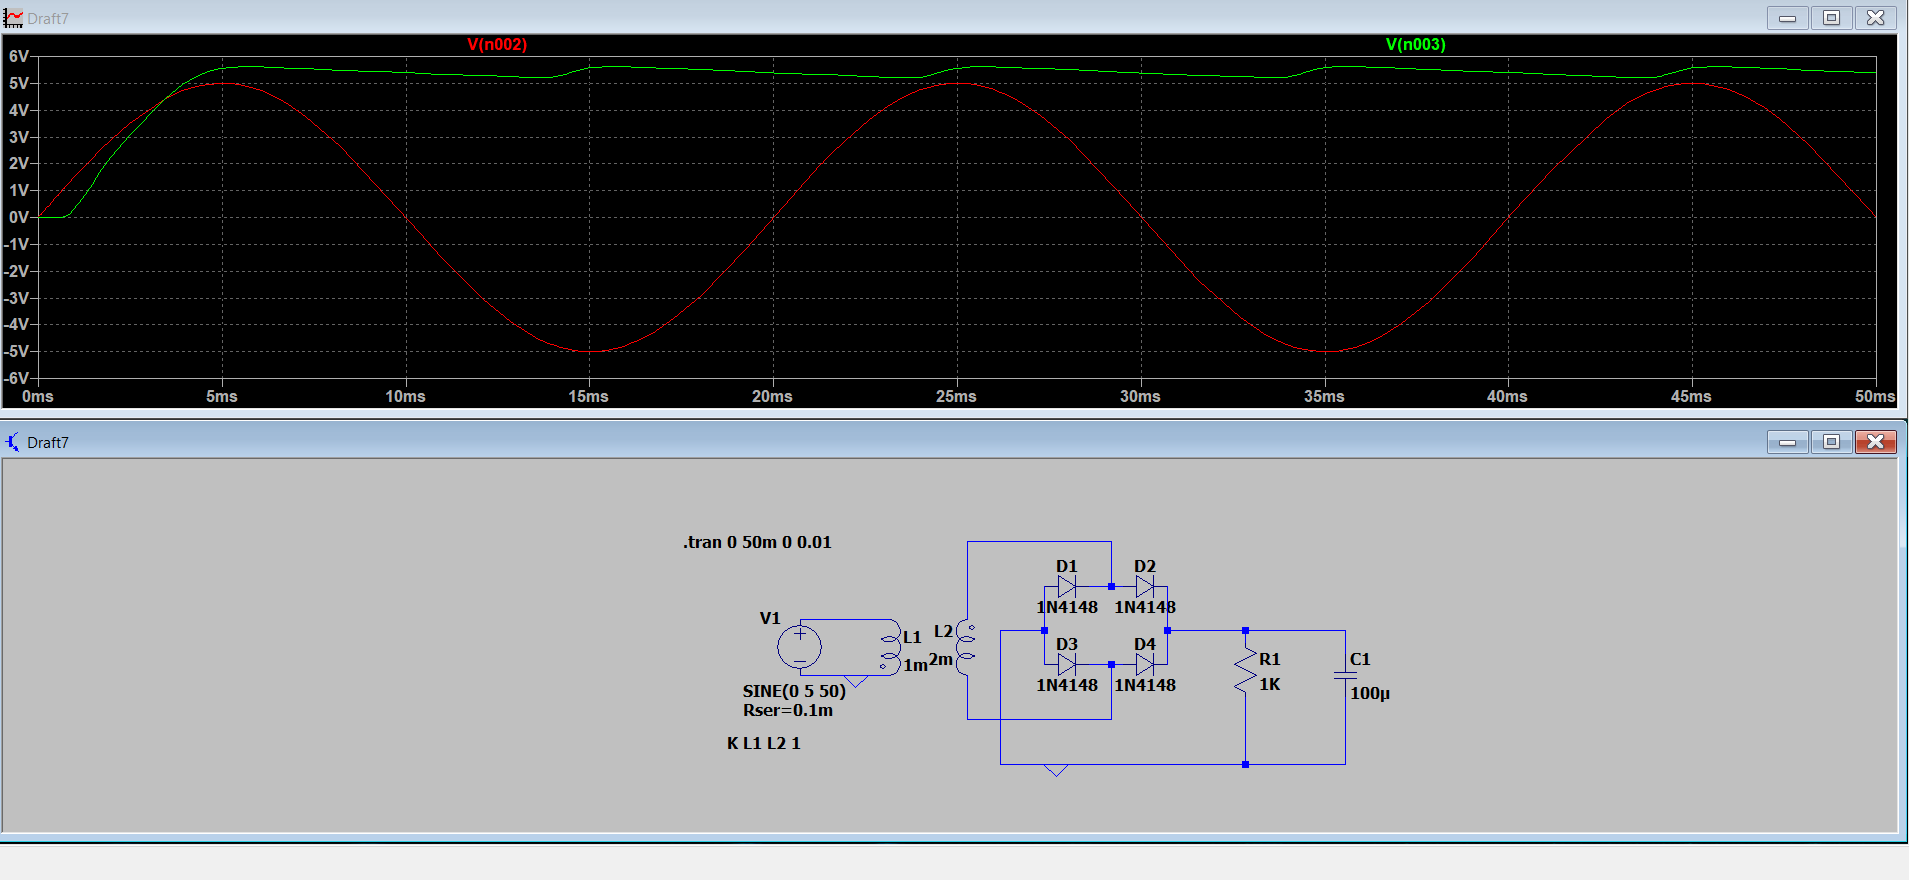 Draft7
V(n002) V(n003)
6V
5V
4V
3V
2V
1V
0V
-1V
-2V
-3V
-4V
-5V
-6V
0ms 5ms 10ms 15ms 20ms 25ms 30ms 35ms 40ms 45ms 50ms
Draft7
.tran 0 50m 0 0.01
D1 D2
1N4148 1N4148
V1
L1 L2
1m 2m
D3 D4
1N4148 1N4148
R1
1K
C1
100µ
SINE(0 5 50)
Rser=0.1m
K L1 L2 1